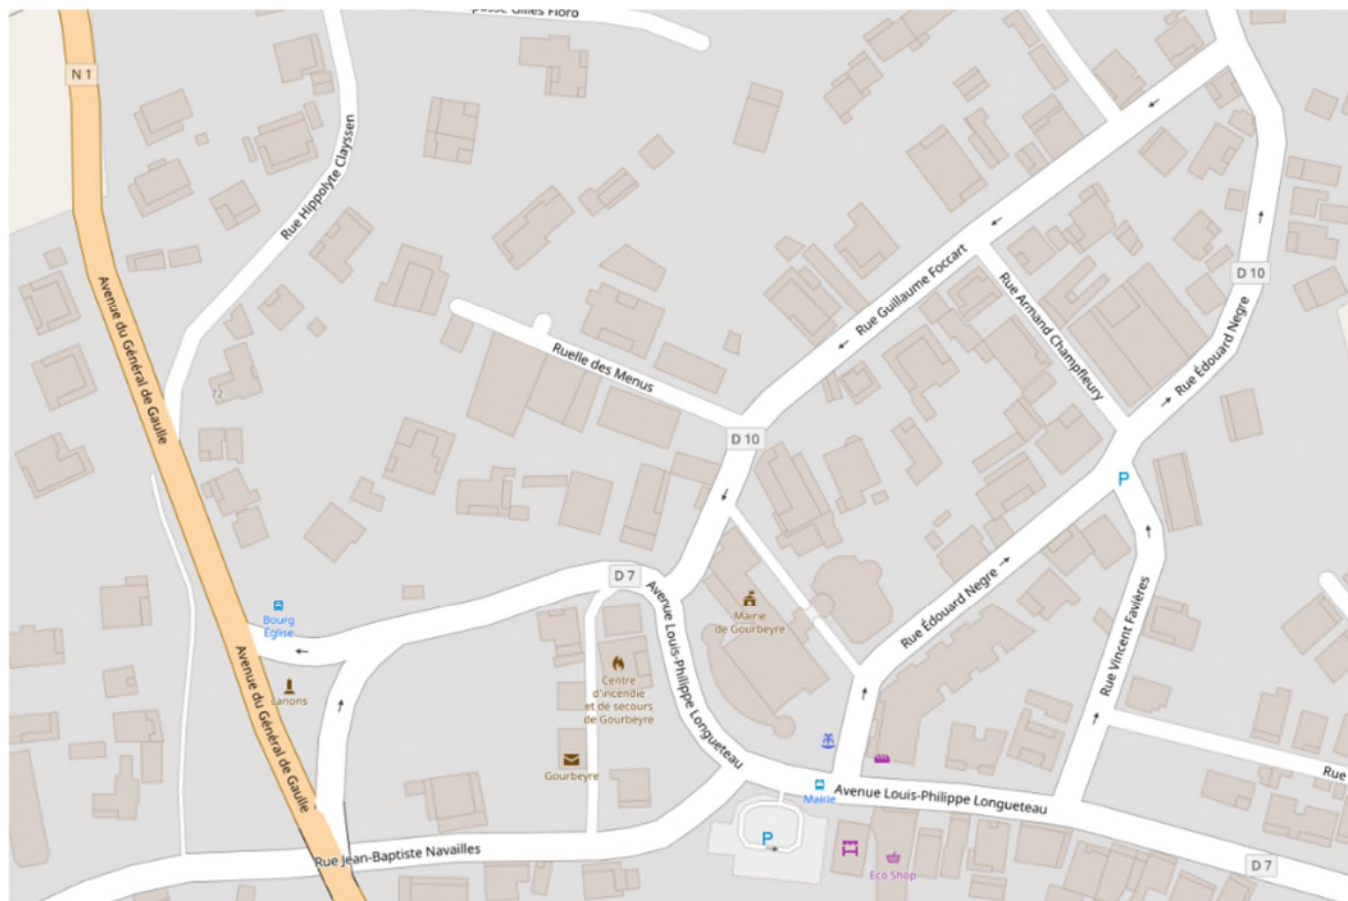 Gilles Floro
N 1
Rue Hippolyte Clayssen
Avenue du Général de Gaulle
Rue Guillaume Foccart
Rue Armand Champfleury
D 10
Rue Édouard Negre
Ruelle des Menus
72
D 10
P
D 7
Bourg
Église
Avenue Louis-Philippe Longueteau
Mairie
de Gourbeyre
Rue Édouard Negre
Rue Vincent Favières
Avenue du Général de Gaulle
canons
Centre
d'incendie
et de secours
de Gourbeyre
Gourbeyre
Mairie
Avenue Louis-Philippe Longueteau
Rue
P
Rue Jean-Baptiste Navailles
Eco Shop
D 7